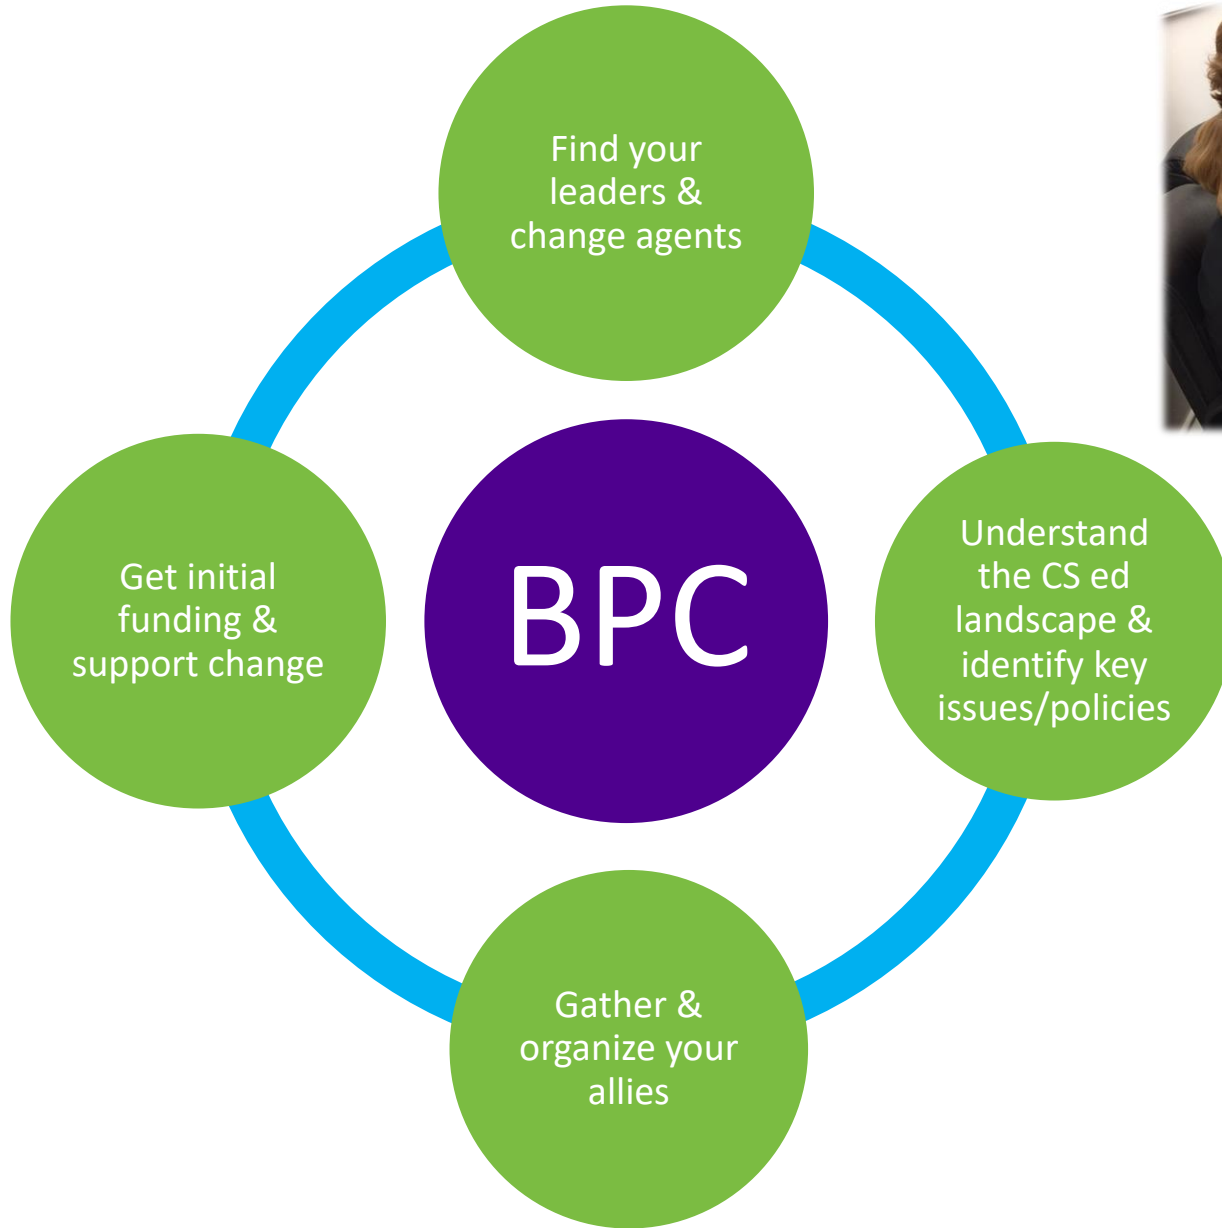 Find your
leaders &
change agents
Get initial
funding &
support change
BPC
Understand
the CS ed
landscape &
identify key
issues/policies
Gather &
organize your
allies